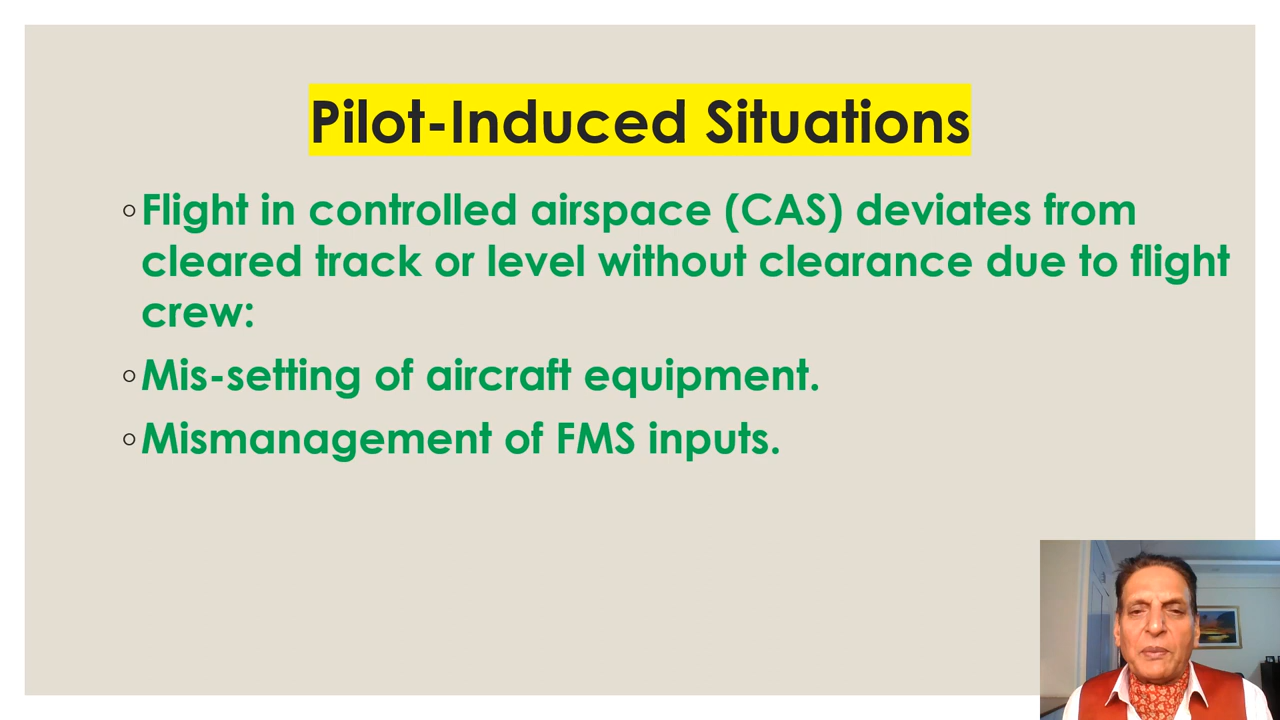 Pilot-Induced Situations
◦Flight in controlled airspace (CAS) deviates from
cleared track or level without clearance due to flight
crew:
◦Mis-setting of aircraft equipment.
◦Mismanagement of FMS inputs.